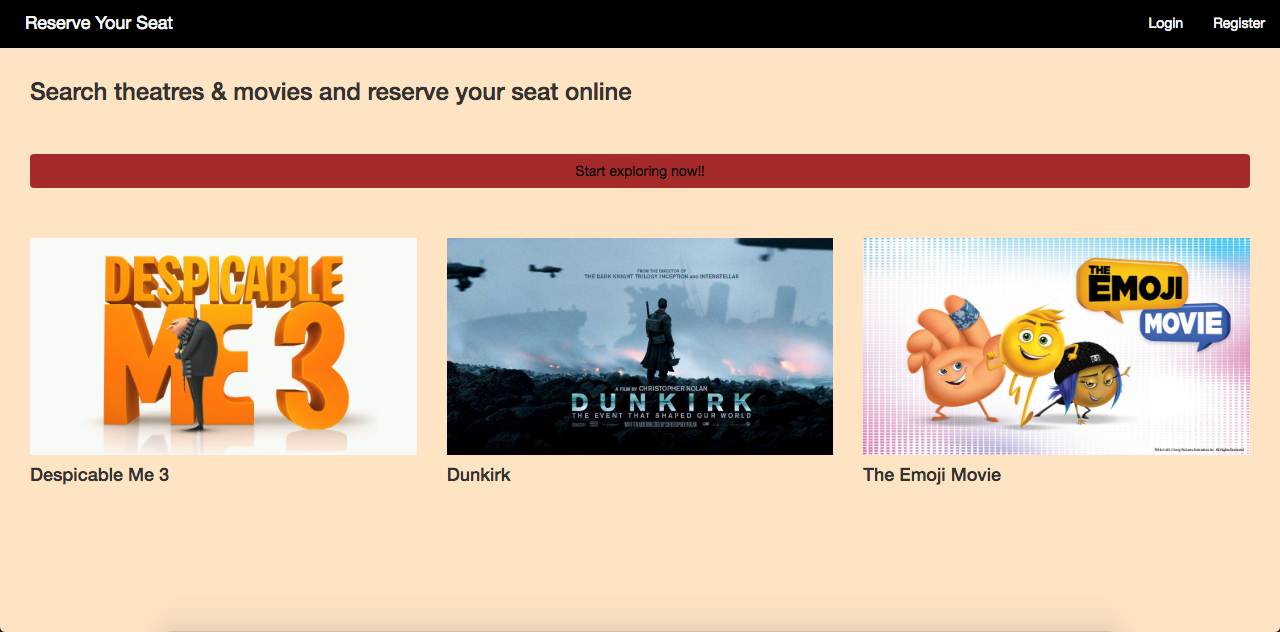 Reserve Your Seat
Login
Register
Search theatres & movies and reserve your seat online
Start exploring now!!
DESPICABLE
ME 3
FROM THE DIRECTOR OF
THE DARK KNIGHT TRILOGY INCEPTION AND INTERSTELLAR
A FILM BY CHRISTOPHER NOLAN
DUNKIRK
THE EVENT THAT SHAPED OUR WORLD
THE
EMOJI
MOVIE
Despicable Me 3
Dunkirk
The Emoji Movie